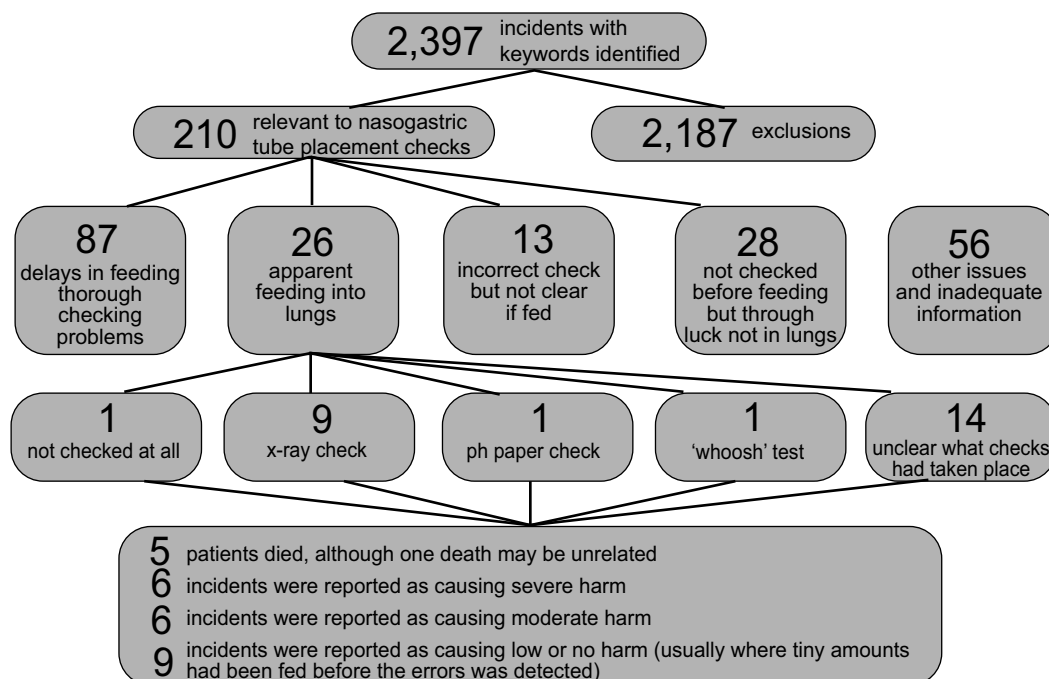 2,397 incidents with
keywords identified
210 relevant to nasogastric
tube placement checks
2,187 exclusions
87
delays in feeding
thorough
checking
problems
26
apparent
feeding into
lungs
13
incorrect check
but not clear
if fed
28
not checked
before feeding
but through
luck not in lungs
56
other issues
and inadequate
information
1
not checked at all
9
x-ray check
1
ph paper check
1
‘whoosh’ test
14
unclear what checks
had taken place
5 patients died, although one death may be unrelated
6 incidents were reported as causing severe harm
6 incidents were reported as causing moderate harm
9 incidents were reported as causing low or no harm (usually where tiny amounts
had been fed before the errors was detected)